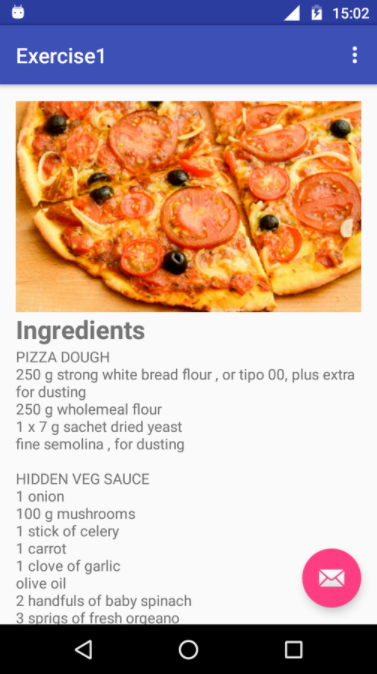 15:02
Exercise1
Ingredients
PIZZA DOUGH
250 g strong white bread flour , or tipo 00, plus extra
for dusting
250 g wholemeal flour
1 x 7 g sachet dried yeast
fine semolina , for dusting
HIDDEN VEG SAUCE
1 onion
100 g mushrooms
1 stick of celery
1 carrot
1 clove of garlic
olive oil
2 handfuls of baby spinach
3 sprigs of fresh orgeano